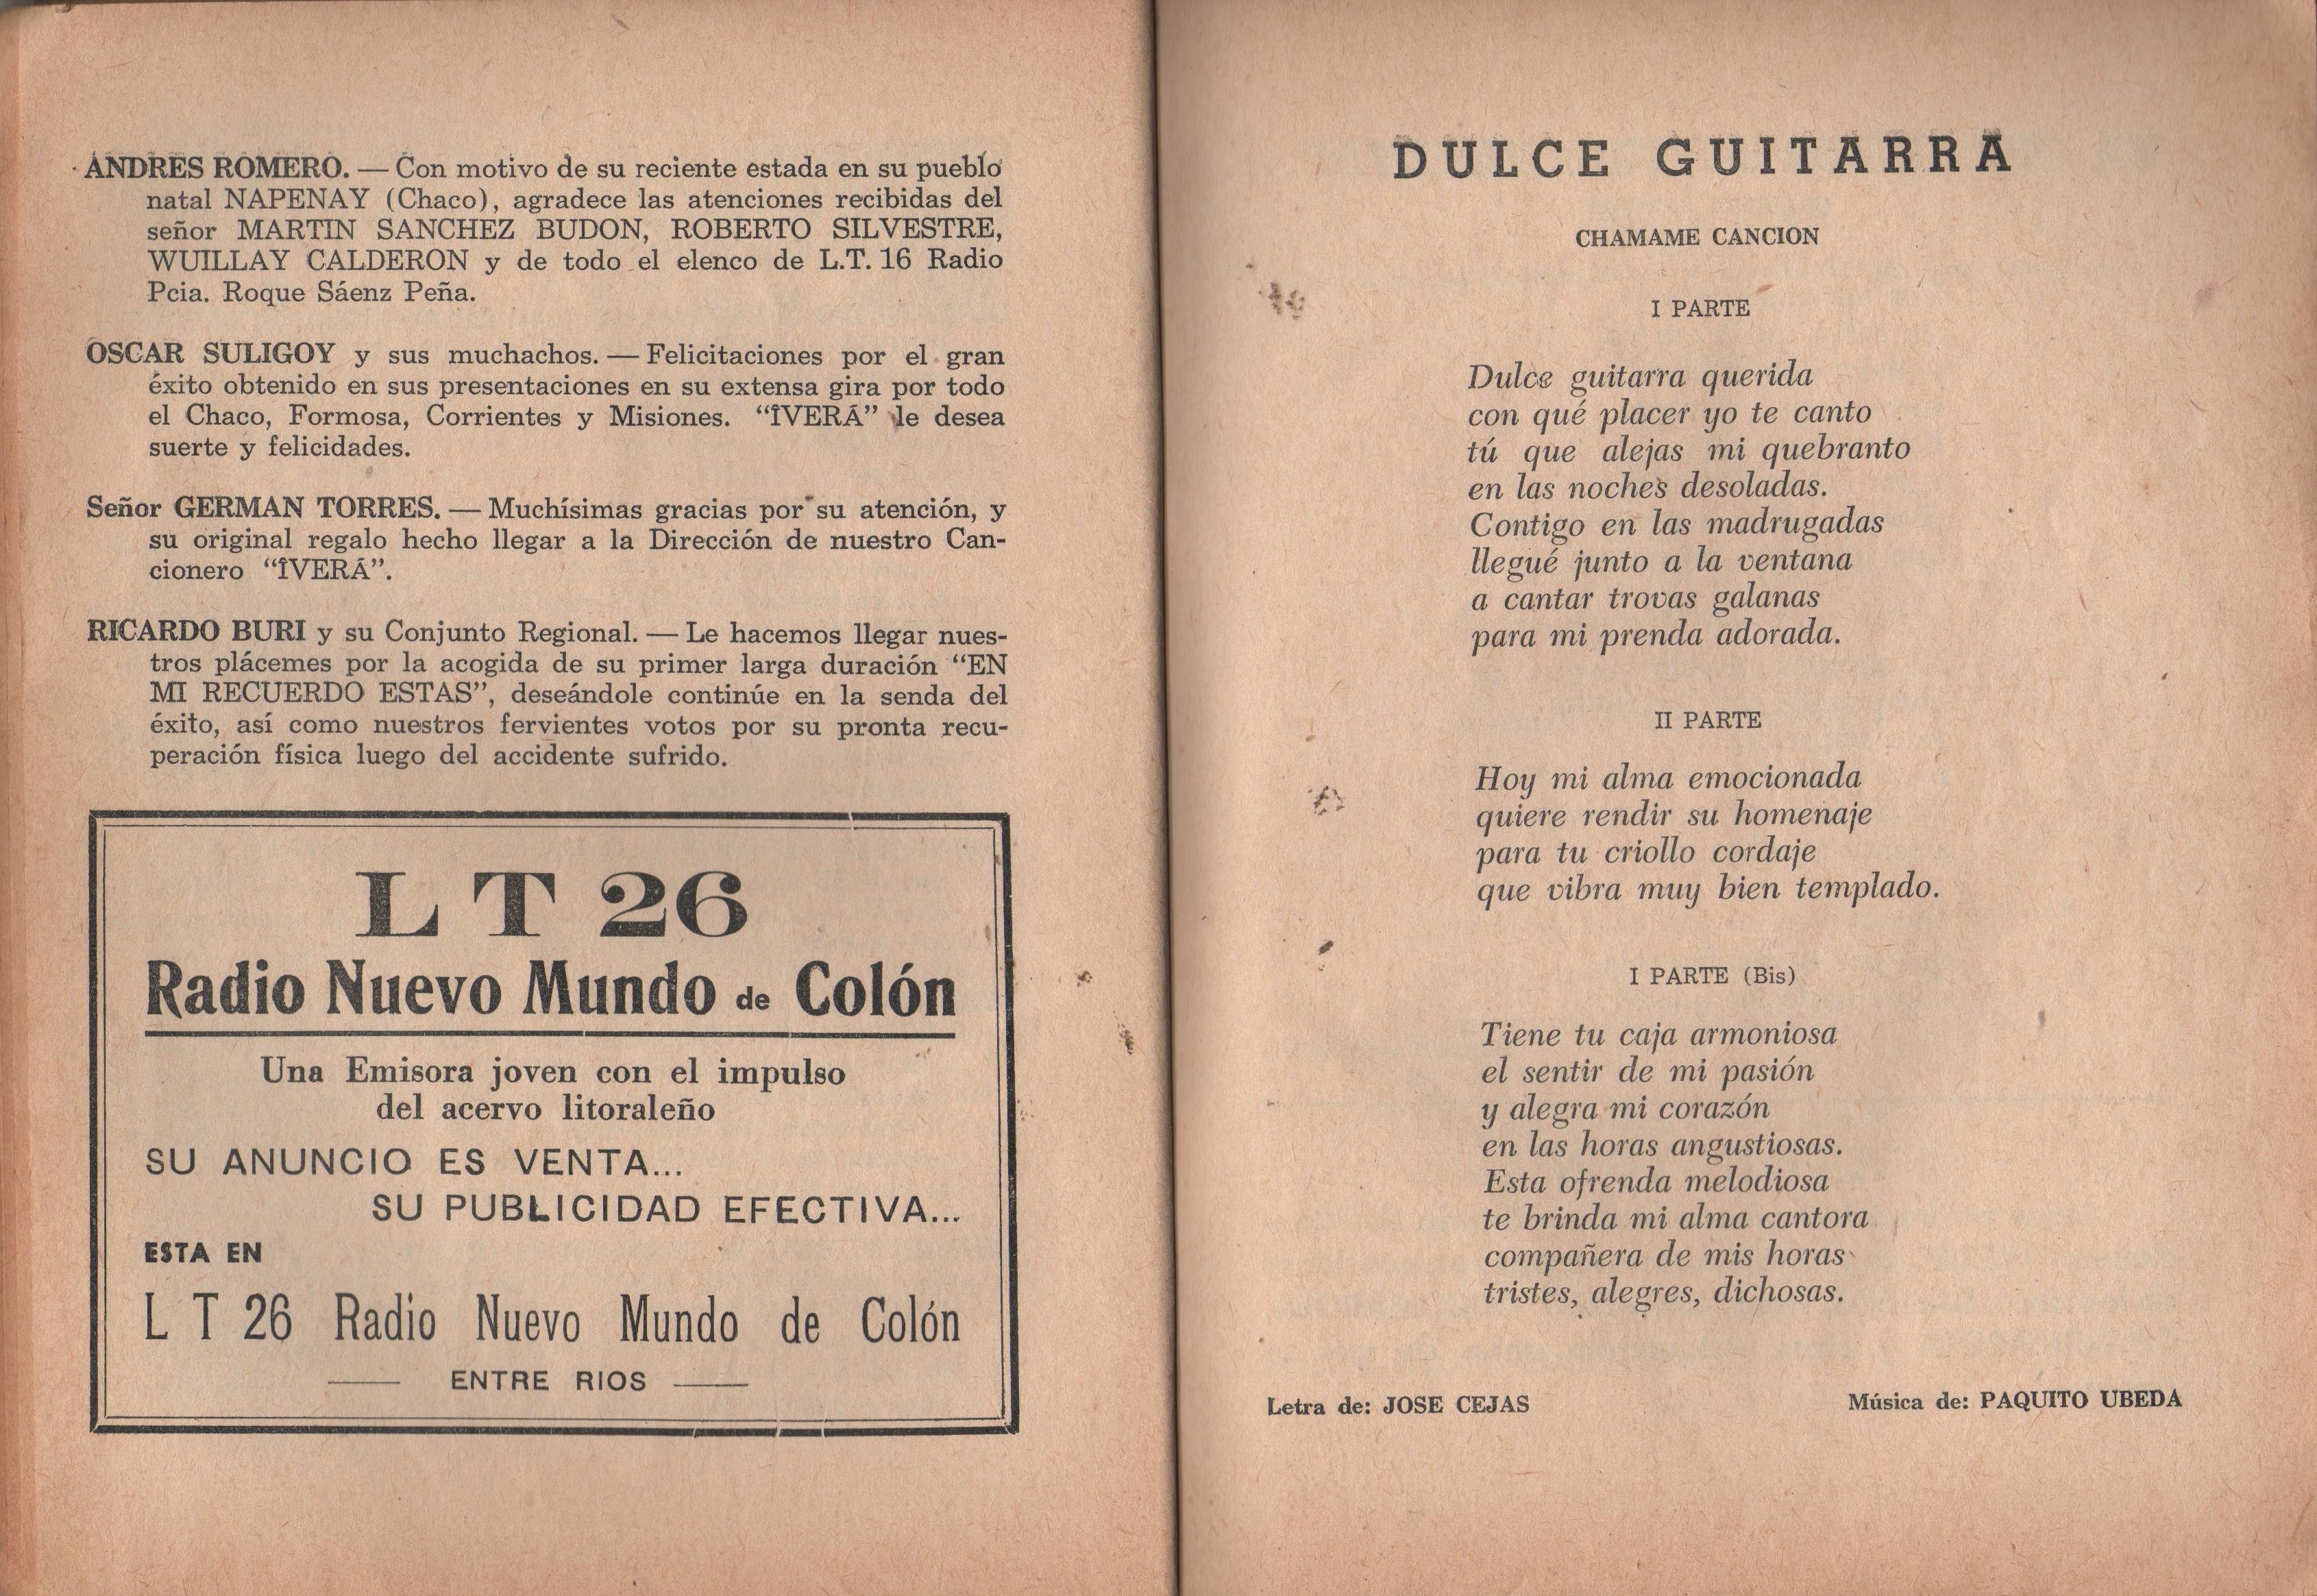 ANDRES ROMERO. — Con motivo de su reciente estada en su pueblo
natal NAPENAY (Chaco), agradece las atenciones recibidas del
señor MARTIN SANCHEZ BUDON, ROBERTO SILVESTRE,
WUILLAY CALDERON y de todo el elenco de L.T. 16 Radio
Pcia. Roque Sáenz Peña.
OSCAR SULIGOY y sus muchachos. — Felicitaciones por el gran
éxito obtenido en sus presentaciones en su extensa gira por todo
el Chaco, Formosa, Corrientes y Misiones. “ÎVERÁ” le desea
suerte y felicidades.
Señor GERMAN TORRES. — Muchísimas gracias por su atención, y
su original regalo hecho llegar a la Dirección de nuestro Can-
cionero “ÎVERÁ”.
RICARDO BURI y su Conjunto Regional. — Le hacemos llegar nues-
tros plácemes por la acogida de su primer larga duración “EN
MI RECUERDO ESTAS”, deseándole continúe en la senda del
éxito, así como nuestros fervientes votos por su pronta recu-
peración física luego del accidente sufrido.
L T 26
Radio Nuevo Mundo de Colón
Una Emisora joven con el impulso
del acervo litoraleño
SU ANUNCIO ES VENTA...
SU PUBLICIDAD EFECTIVA...
ESTA EN
L T 26 Radio Nuevo Mundo de Colón
ENTRE RIOS
DULCE GUITARRA
CHAMAME CANCION
I PARTE
Dulce guitarra querida
con qué placer yo te canto
tú que alejas mi quebranto
en las noches desoladas.
Contigo en las madrugadas
llegué junto a la ventana
a cantar trovas galanas
para mi prenda adorada.
II PARTE
Hoy mi alma emocionada
quiere rendir su homenaje
para tu criollo cordaje
que vibra muy bien templado.
I PARTE (Bis)
Tiene tu caja armoniosa
el sentir de mi pasión
y alegra mi corazón
en las horas angustiosas.
Esta ofrenda melodiosa
te brinda mi alma cantora
compañera de mis horas
tristes, alegres, dichosas.
Letra de: JOSE CEJAS
Música de: PAQUITO UBEDA